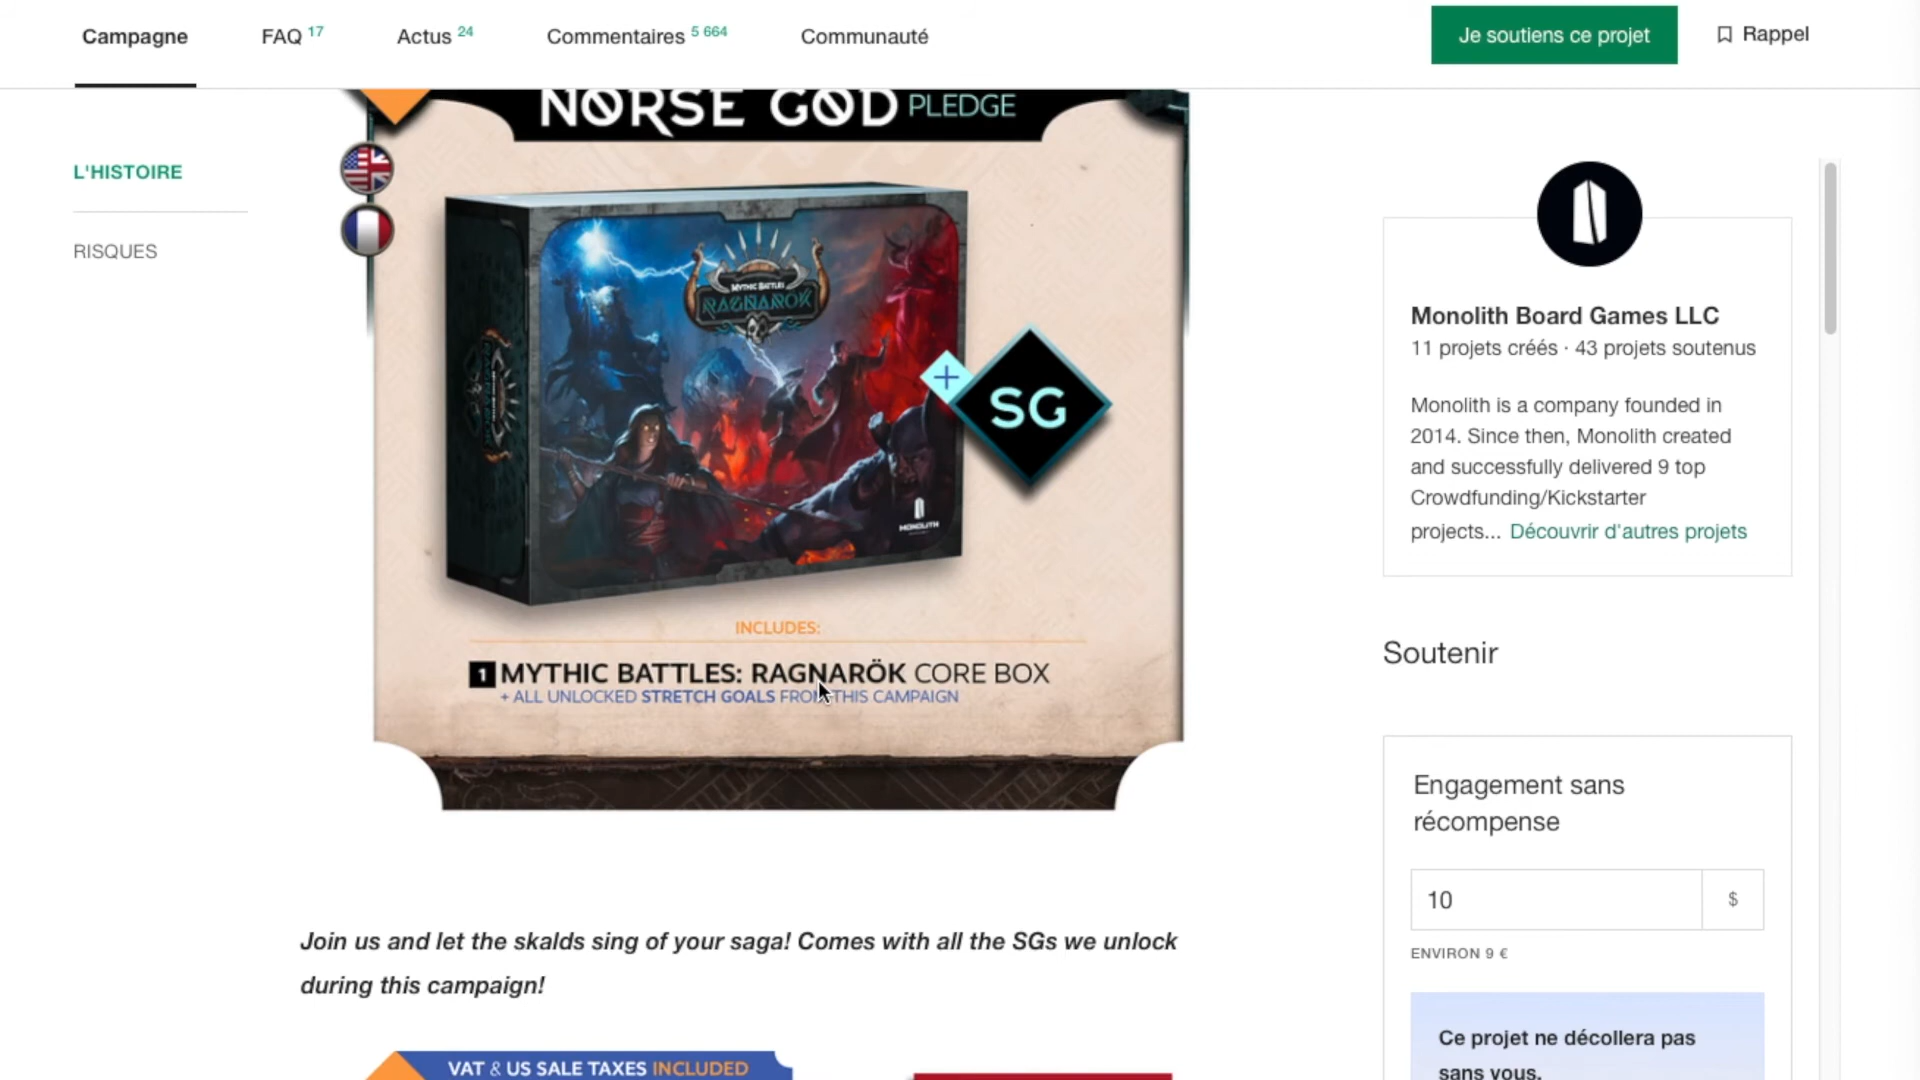 Campagne
FAQ 17
Actus 24
Commentaires 5 664
Communauté
Je soutiens ce projet
Rappel
L'HISTOIRE
RISQUES
NORSE GOD PLEDGE
MYTHIC BATTLES
RAGNARÖK
MONOLITH
SG
INCLUDES:
1 MYTHIC BATTLES: RAGNARÖK CORE BOX
+ ALL UNLOCKED STRETCH GOALS FROM THIS CAMPAIGN
Join us and let the skalds sing of your saga! Comes with all the SGs we unlock
during this campaign!
VAT & US SALE TAXES INCLUDED
Monolith Board Games LLC
11 projets créés · 43 projets soutenus
Monolith is a company founded in
2014. Since then, Monolith created
and successfully delivered 9 top
Crowdfunding/Kickstarter
projects... Découvrir d'autres projets
Soutenir
Engagement sans
récompense
10 $
ENVIRON 9 €
Ce projet ne décollera pas
sans vous.